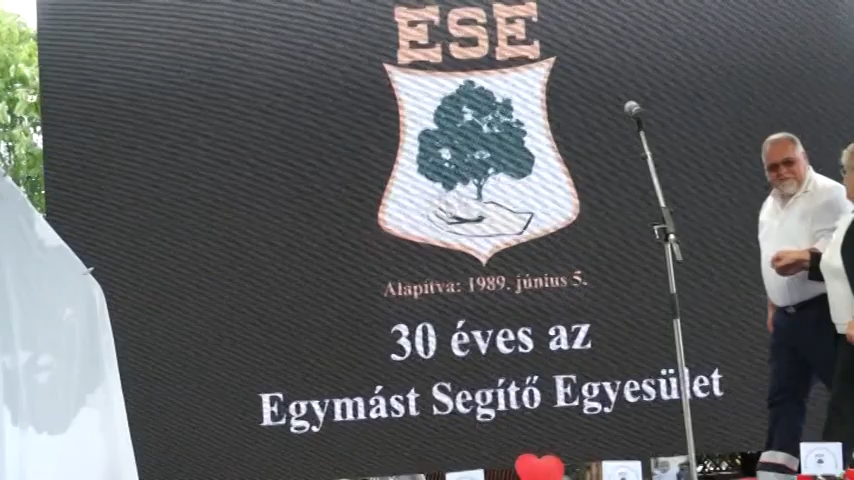 ESE
Alapítva: 1989. június 5.
30 éves az
Egymást Segítő Egyesület